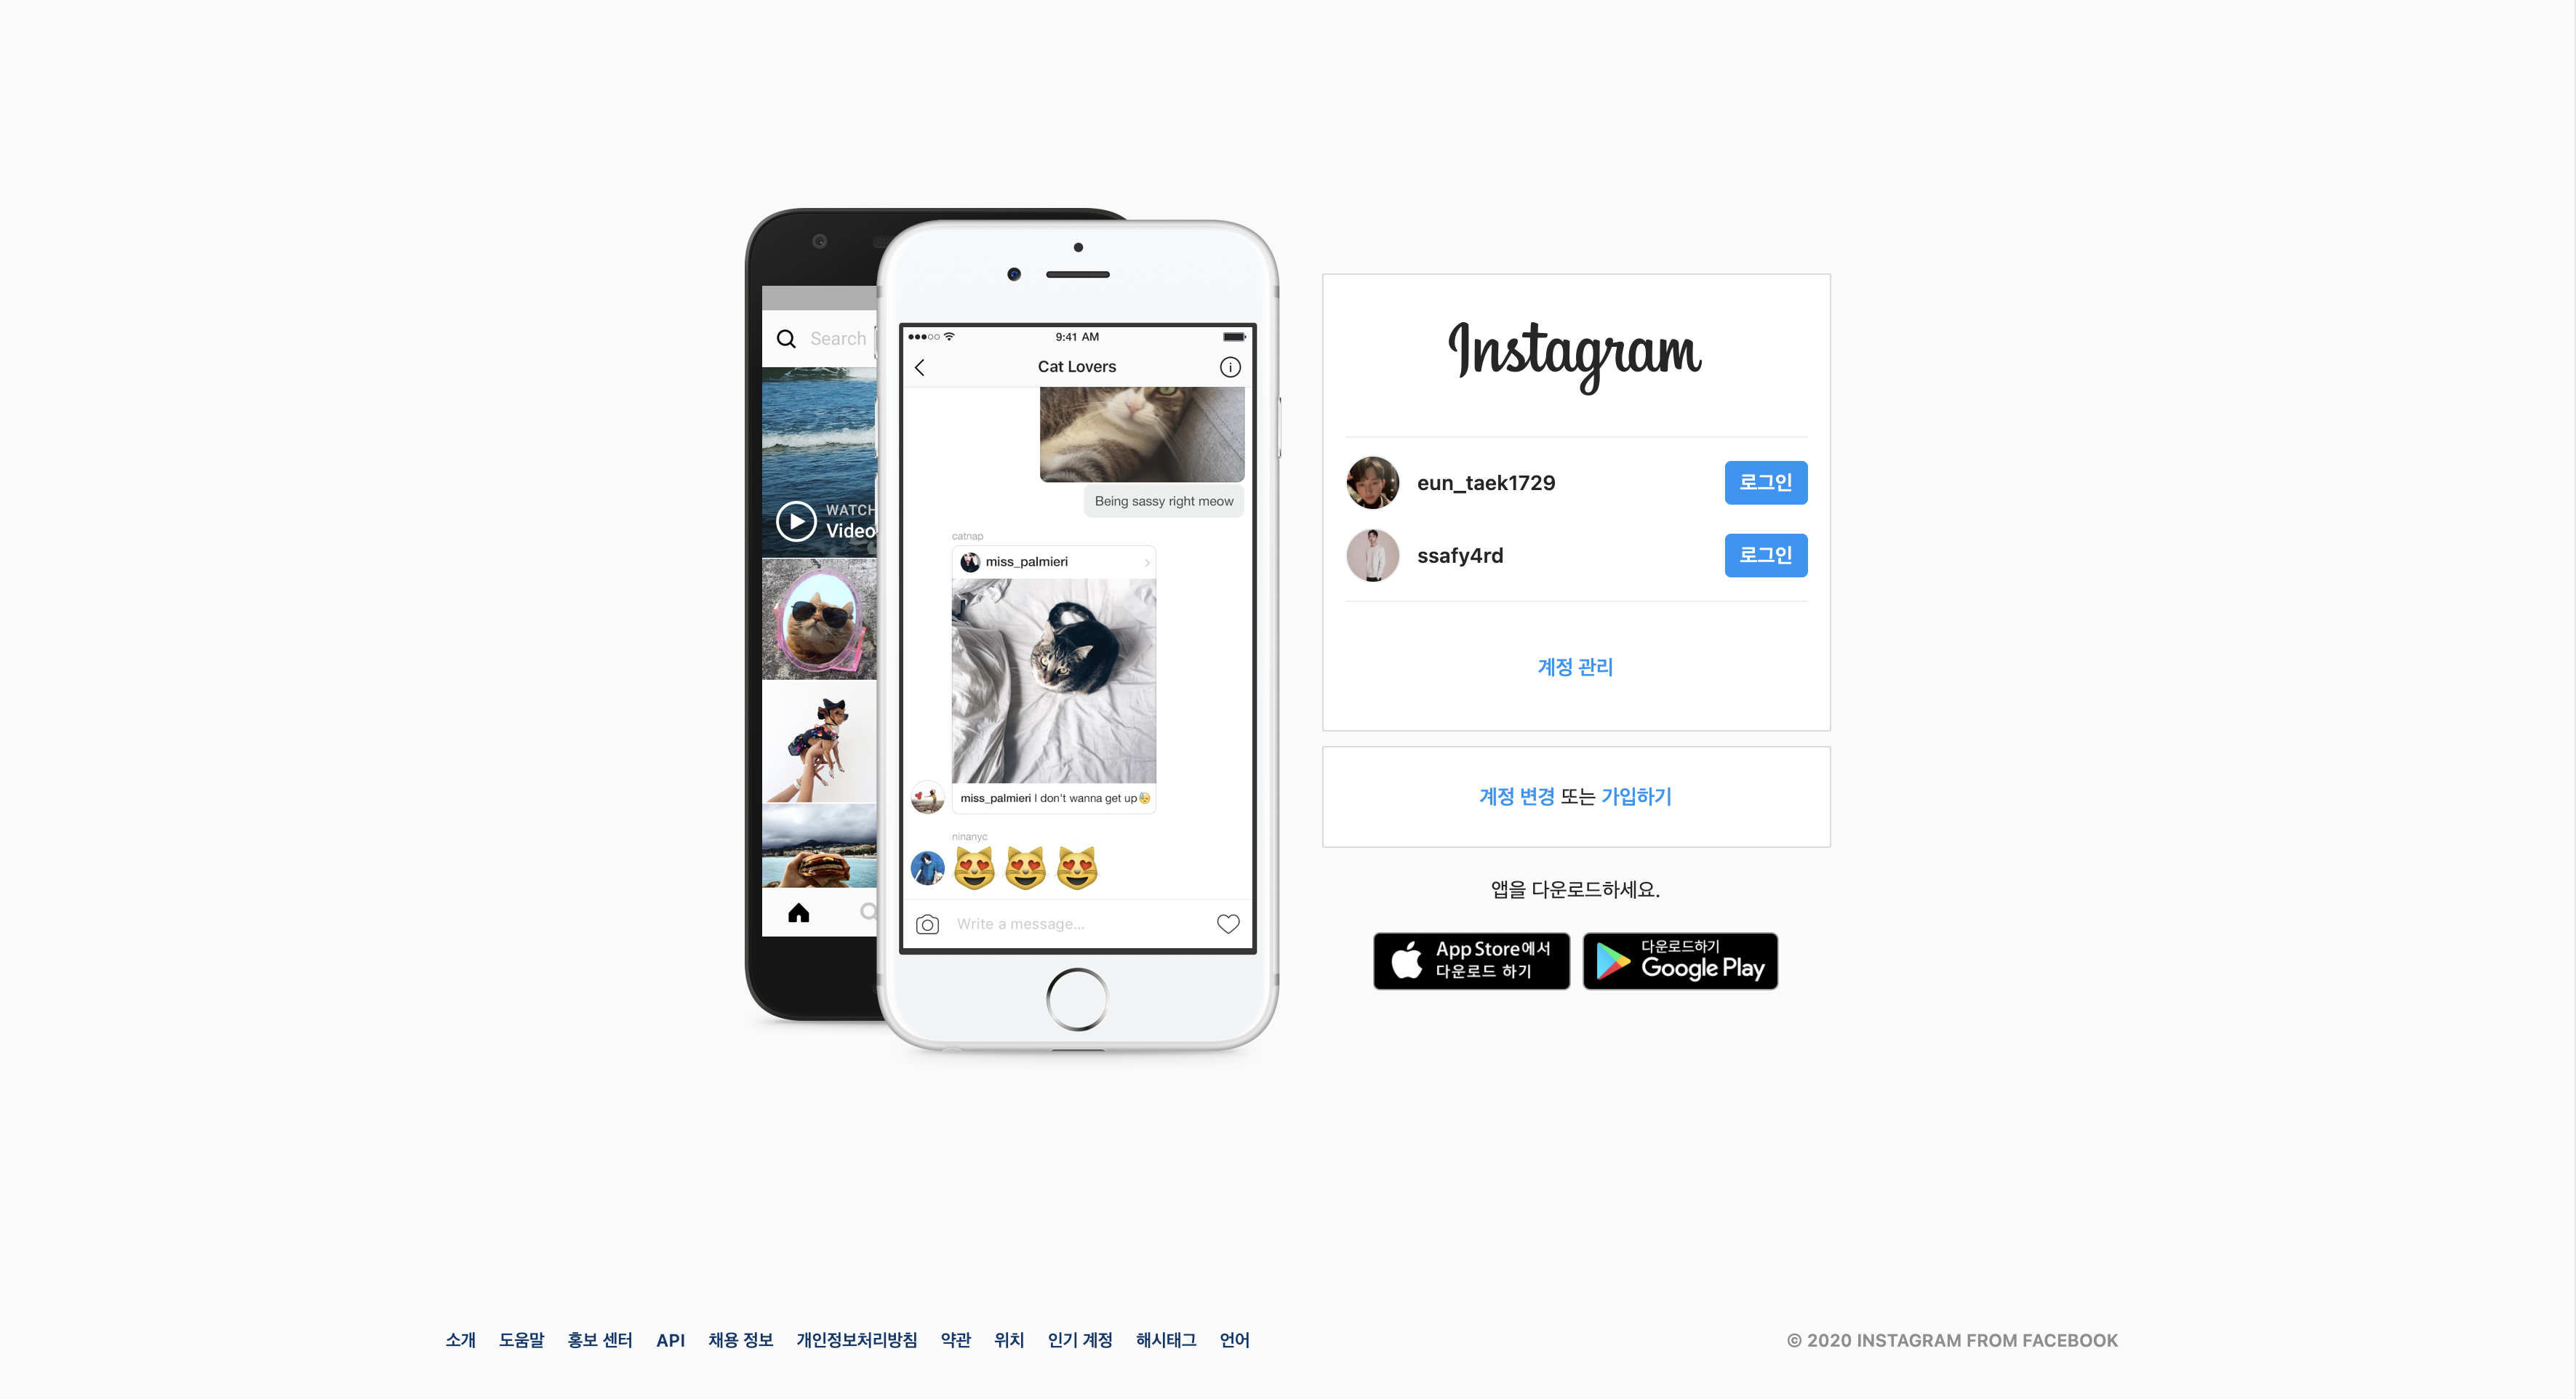 Search
WATCH
Video
9:41 AM
Cat Lovers
Being sassy right meow
catnap
miss_palmieri
miss_palmieri I don't wanna get up😴
ninanyc
😻😻😻
Write a message...
Instagram
eun_taek1729
로그인
ssafy4rd
로그인
계정 관리
계정 변경 또는 가입하기
앱을 다운로드하세요.
App Store에서
다운로드 하기
다운로드하기
Google Play
소개 도움말 홍보 센터 API 채용 정보 개인정보처리방침 약관 위치 인기 계정 해시태그 언어
© 2020 INSTAGRAM FROM FACEBOOK